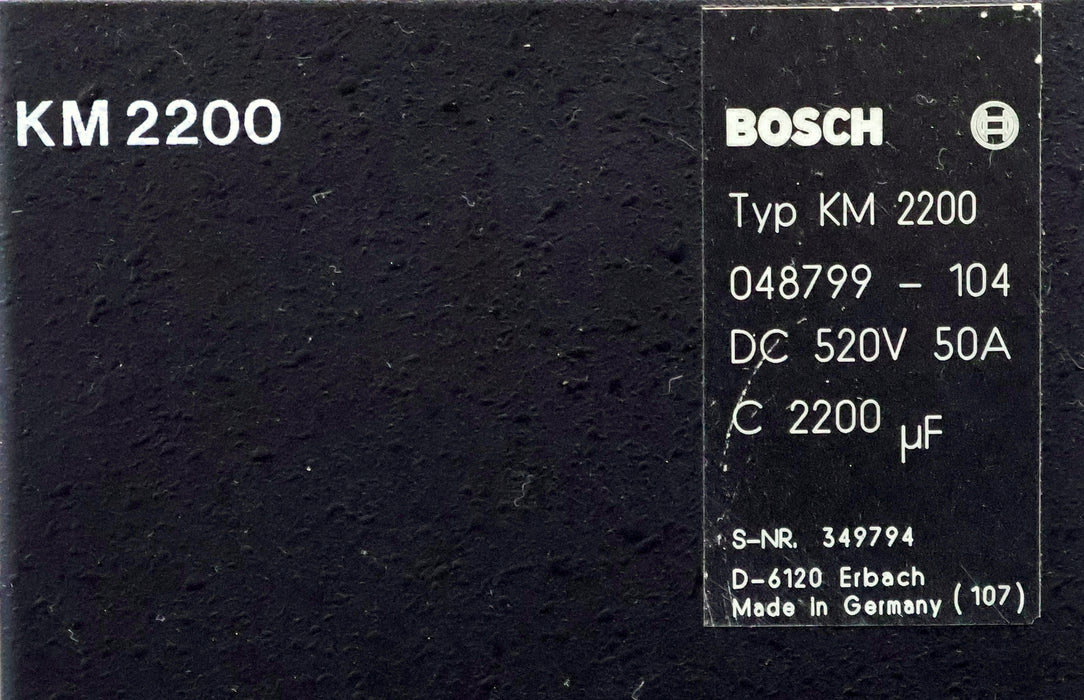 KM 2200
BOSCH
Typ KM 2200
048799 - 104
DC 520V 50A
C 2200 µF
S-NR. 349794
D-6120 Erbach
Made in Germany (107)